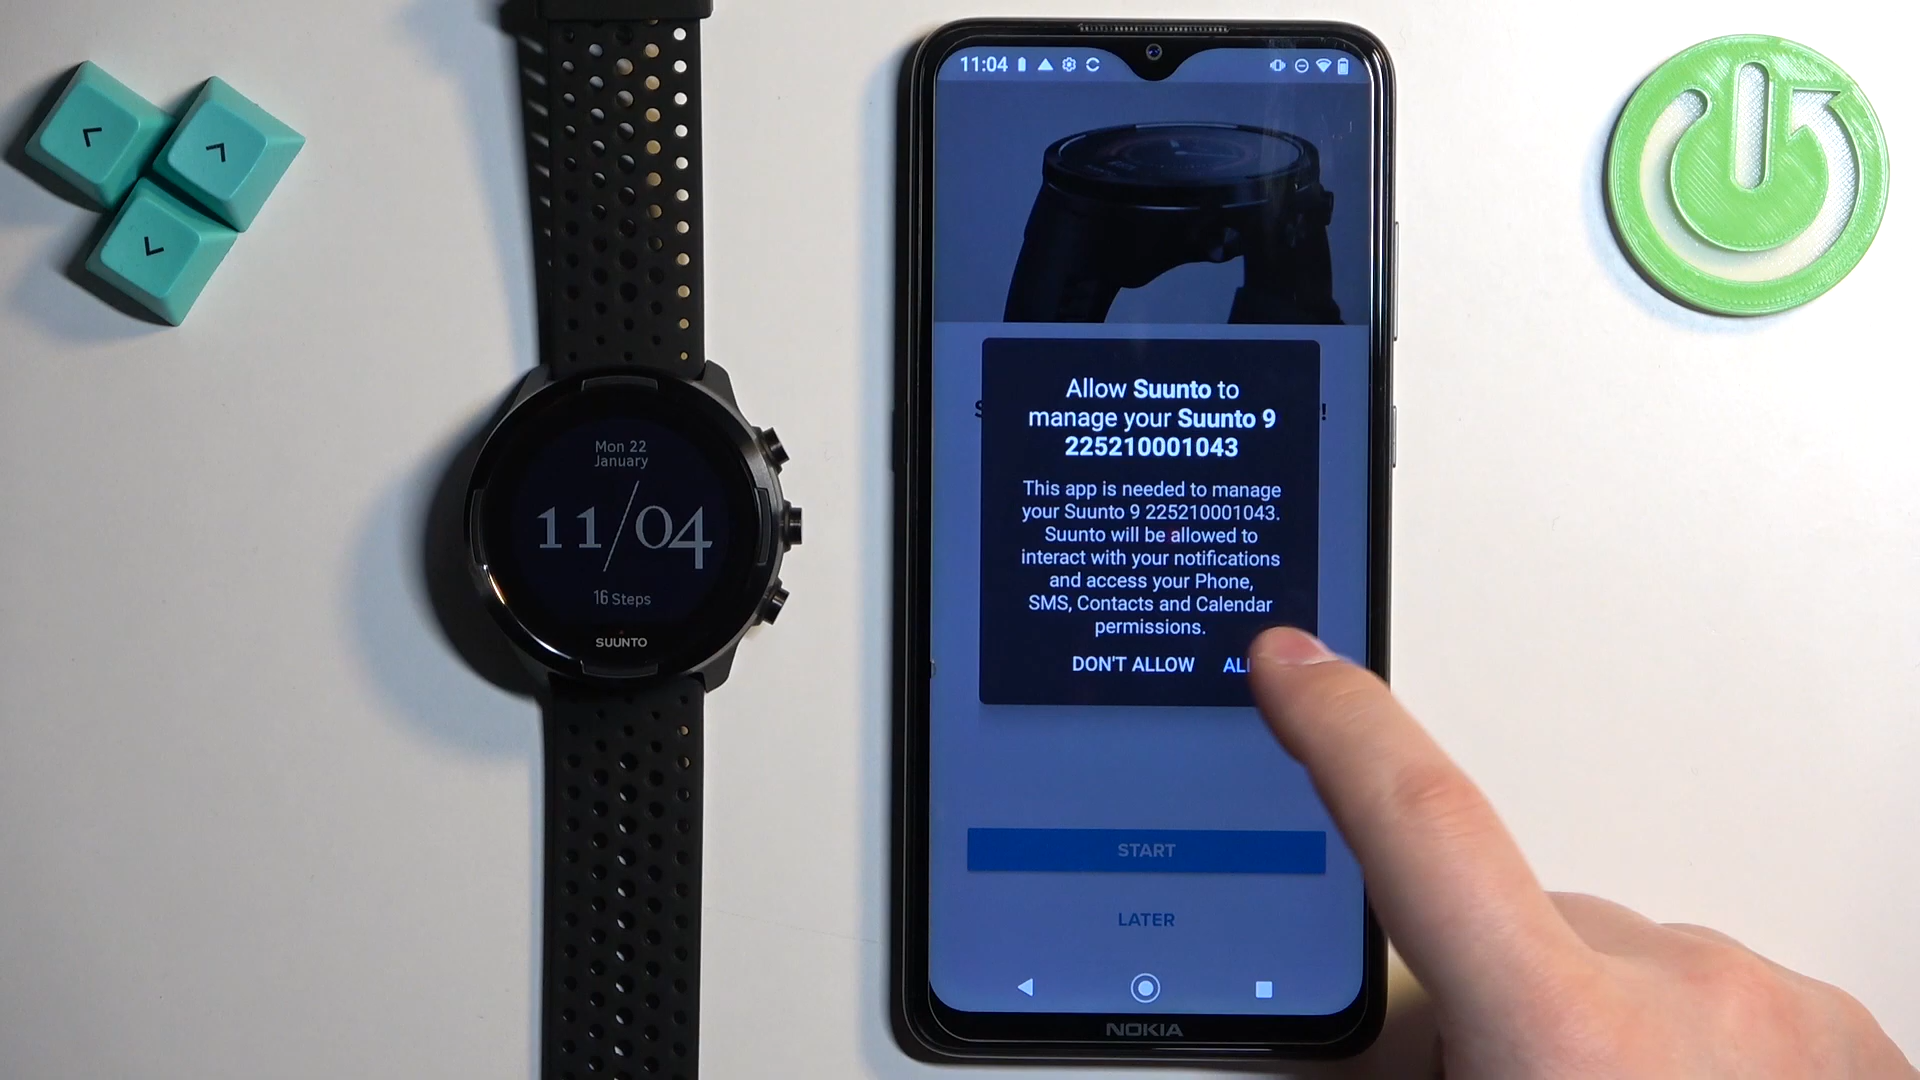 Mon 22
January
11/04
16 Steps
SUUNTO
11:04
Allow Suunto to
manage your Suunto 9
225210001043
This app is needed to manage
your Suunto 9 225210001043.
Suunto will be allowed to
interact with your notifications
and access your Phone,
SMS, Contacts and Calendar
permissions.
DON'T ALLOW
START
LATER
NOKIA